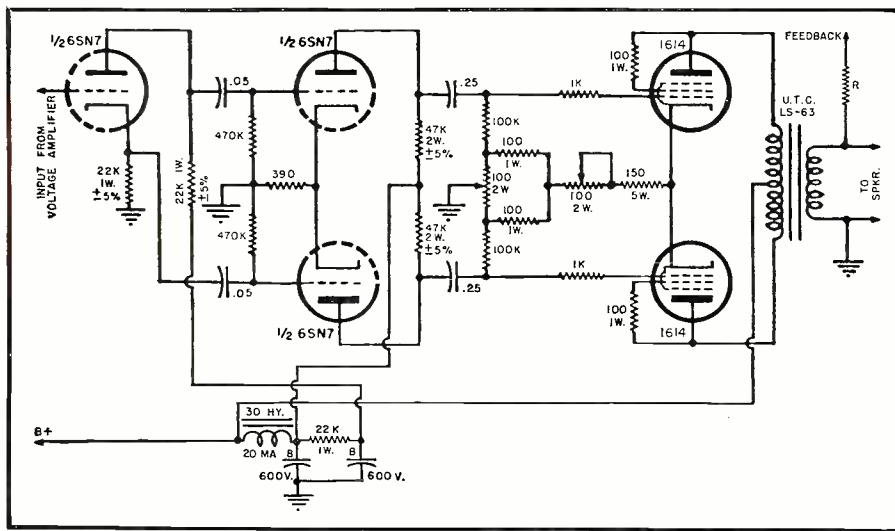 1/2 6SN7
INPUT FROM
VOLTAGE AMPLIFIER
22K
1W.
±5%
.05
470K
22K 1W.
±5%
470K
.05
1/2 6SN7
390
1/2 6SN7
.25
47K
2W.
±5%
47K
2W.
±5%
.25
100K
100
1W.
100
2W
100
1W.
100K
1K
100
2W.
150
5W.
1K
100
1W.
1614
100
1W.
1614
FEEDBACK
R
U.T.C.
LS-63
TO
SPKR.
B+
30 HY.
20 MA
22K
1W.
8
600V.
8
600V.